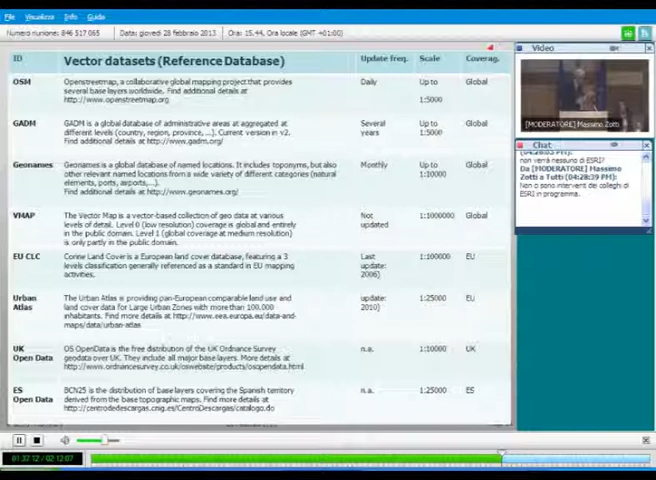 File Visualizza Info Guida
Numero riunione: 846 517 065 Data: giovedì 28 febbraio 2013 Ora: 15.44, Ora locale (GMT +01:00)
ID Vector datasets (Reference Database) Update freq. Scale Coverag.
OSM Openstreetmap, a collaborative global mapping project that provides several base layers worldwide. Find additional details at
http://www.openstreetmap.org
Daily Up to 1:5000 Global
GADM GADM is a global database of administrative areas at aggregated at
different levels (country, region, province, ...). Current version in v2.
Find additional details at http://www.gadm.org/
Several years Up to 1:5000 Global
Geonames Geonames is a global database of named locations. It includes toponyms, but also
other relevant named locations from a wide variety of different categories (natural
elements, ports, airports,...).
Find additional details at http://www.geonames.org/
Monthly Up to 1:10000 Global
VMAP The Vector Map is a vector-based collection of geo data at various
levels of detail. Level 0 (low resolution) coverage is global and entirely
in the public domain. Level 1 (global coverage at medium resolution)
is only partly in the public domain.
Not updated 1:1000000 Global
EU CLC Corine Land Cover is a European land cover database, featuring a 3
levels classification generally referenced as a standard in EU mapping
activities.
Last update: 2006) 1:100000 EU
Urban Atlas The Urban Atlas is providing pan-European comparable land use and
land cover data for Large Urban Zones with more than 100.000
inhabitants. Find more details at http://www.eea.europa.eu/data-and-
maps/data/urban-atlas
update: 2010) 1:25000 EU
UK Open Data OS OpenData is the free distribution of the UK Ordnance Survey
geodata over UK. They include all major base layers. More details at
http://www.ordnancesurvey.co.uk/oswebsite/products/osopendata.html
n.a. 1:10000 UK
ES Open Data BCN25 is the distribution of base layers covering the Spanish territory
derived from the base topographic maps. Find more details at
http://centrodedescargas.cnig.es/CentroDescargas/catalogo.do
n.a. 1:25000 ES
Video
[MODERATORE] Massimo Zotti
Chat
non verrà nessuno di ESRI?
Da [MODERATORE] Massimo
Zotti a Tutti (04:28:39 PM):
Non ci sono interventi dei colleghi di
ESRI in programma.
01:37:12 / 02:12:07